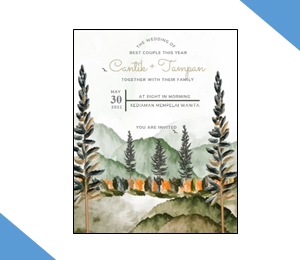 THE WEDDING OF
BEST COUPLE THIS YEAR
Cantik + Tampan
TOGETHER WITH THEIR FAMILY
MAY
30
2021
AT EIGHT IN MORNING
KEDIAMAN MEMPELAI WANITA
YOU ARE INVITED